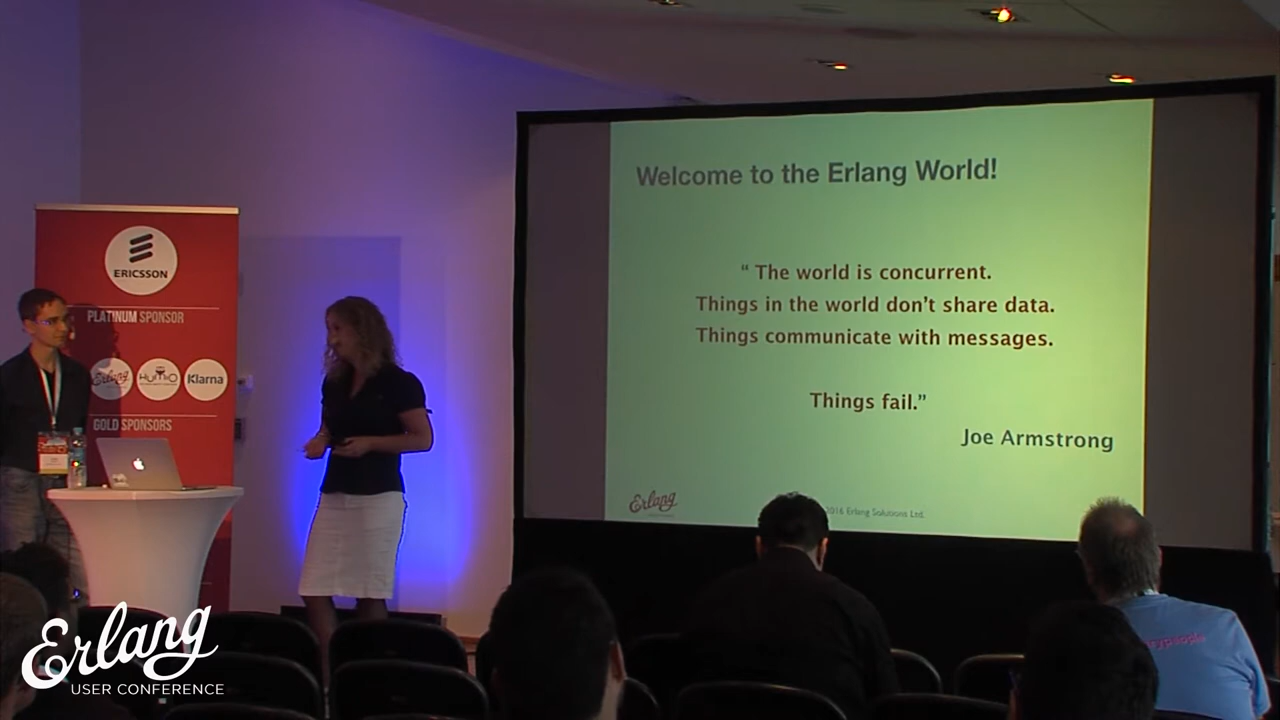 Welcome to the Erlang World!
“ The world is concurrent.
Things in the world don’t share data.
Things communicate with messages.
Things fail.”
Joe Armstrong
Erlang
2016 Erlang Solutions Ltd.
ERICSSON
PLATINUM SPONSOR
Erlang
HumiO
Klarna
GOLD SPONSORS
Erlang
USER CONFERENCE